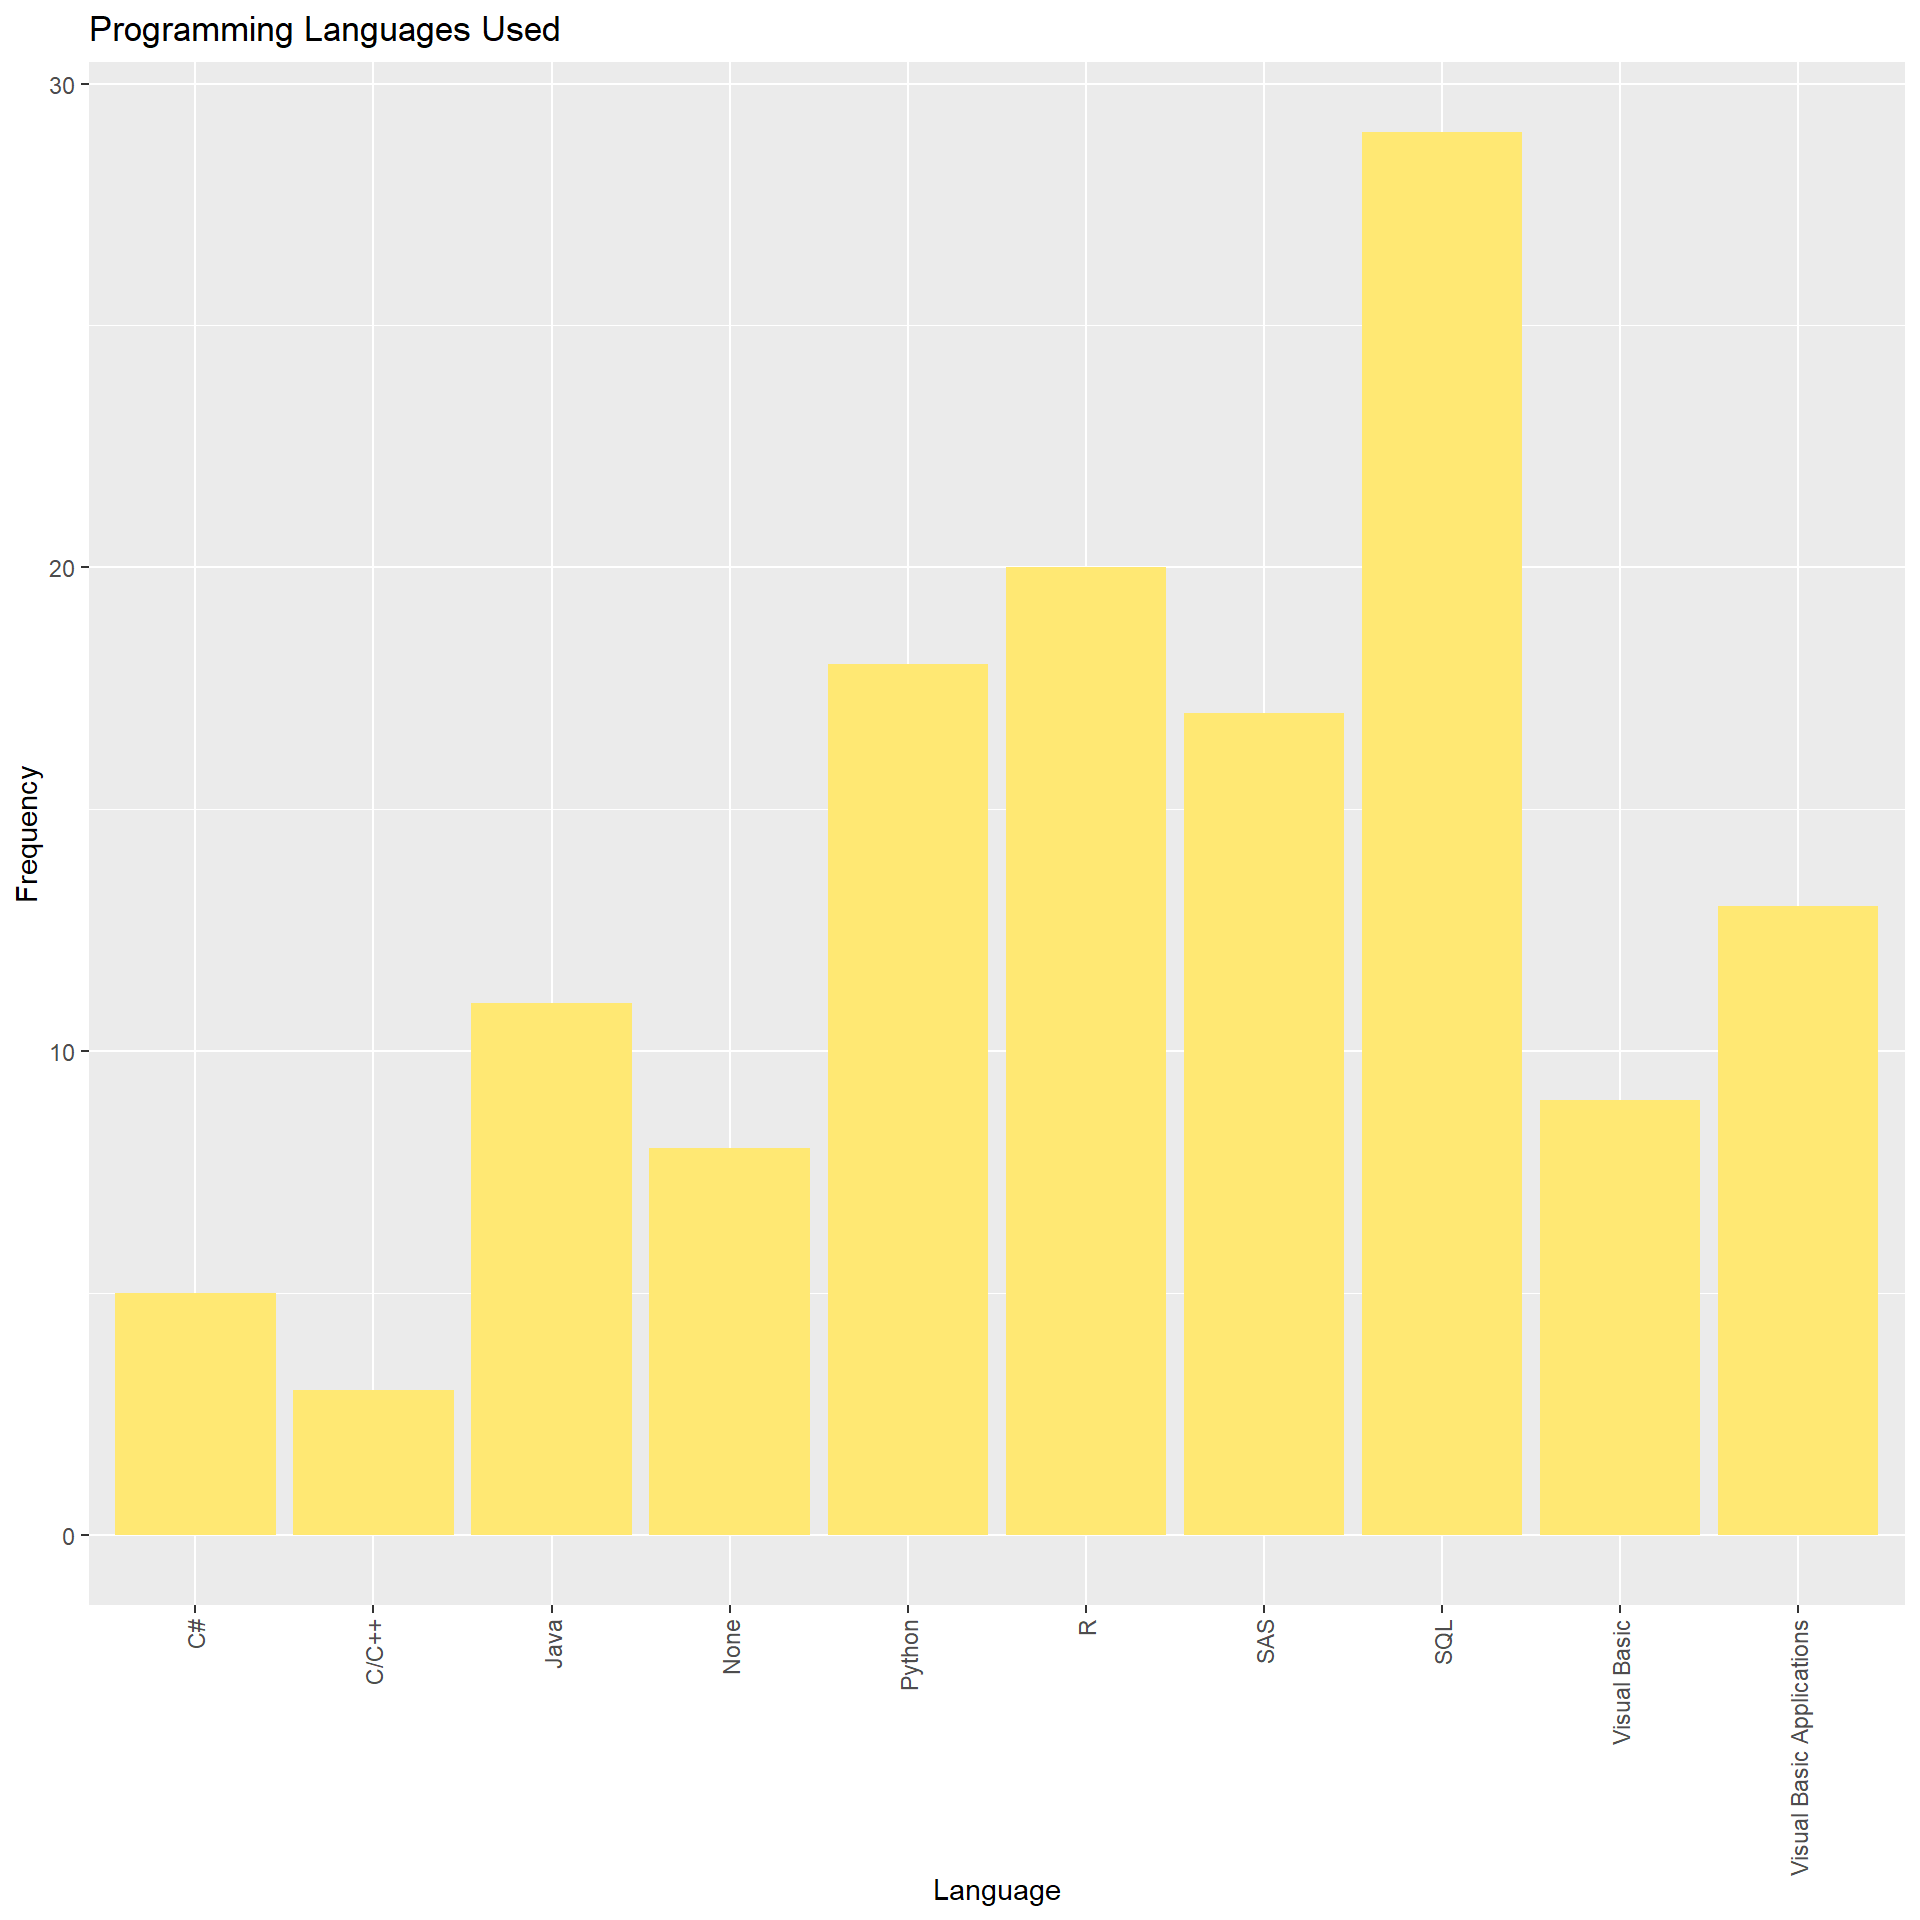 Programming Languages Used
Frequency
30
20
10
0
C#
C/C++
Java
None
Python
R
SAS
SQL
Visual Basic
Visual Basic Applications
Language